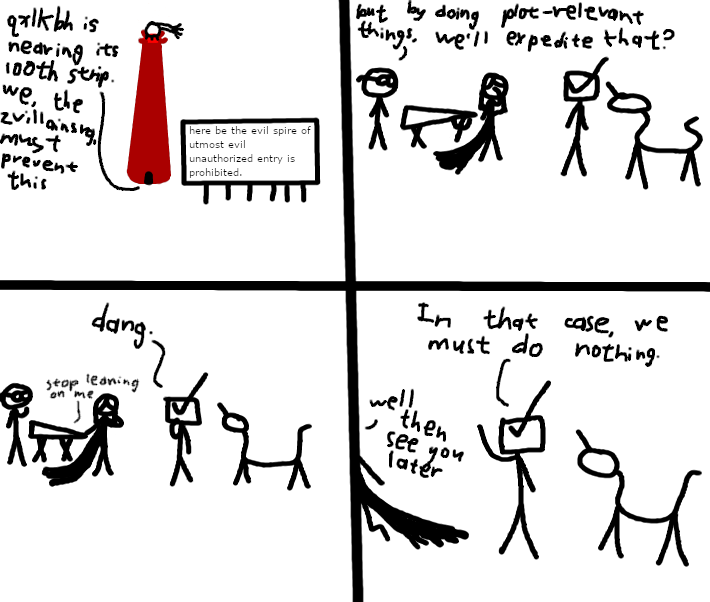 qxlkbh is
nearing its
100th strip.
we, the
zvillainsrq,
must
prevent
this
here be the evil spire of
utmost evil
unauthorized entry is
prohibited.
but by doing plot-relevant
things, we'll expedite that?
dang.
stop leaning
on me
In that case, we
must do nothing.
well
then
see you
later